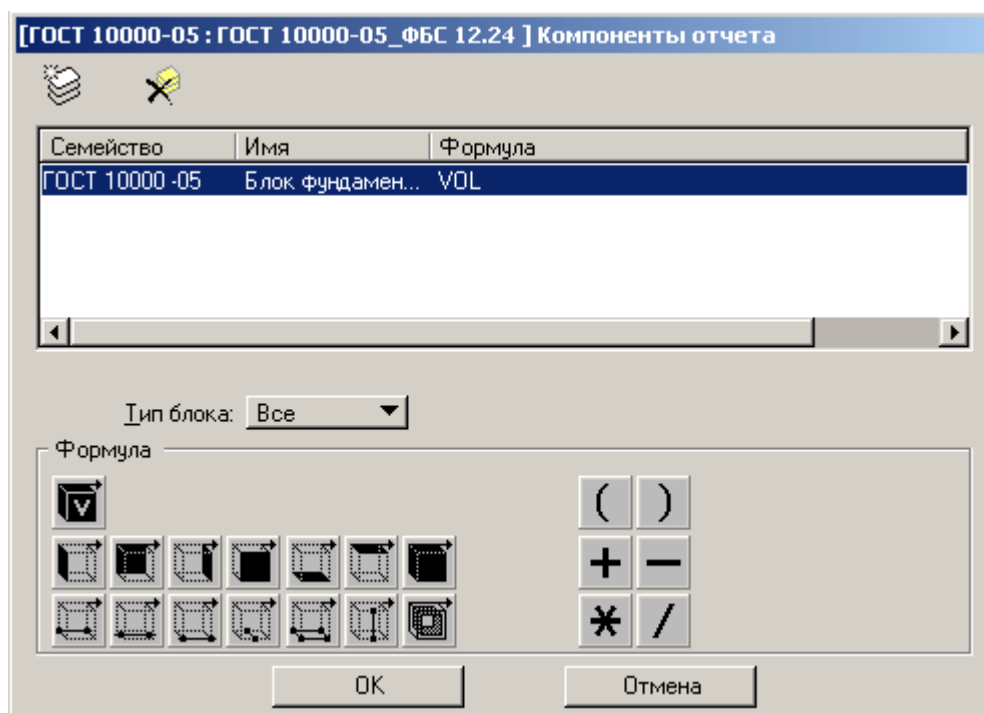 [ГОСТ 10000-05 : ГОСТ 10000-05_ФБС 12.24 ] Компоненты отчета
Семейство Имя Формула
ГОСТ 10000 -05 Блок фундамен... VOL
Тип блока: Все
Формула
V ( )
+ −
* /
OK Отмена